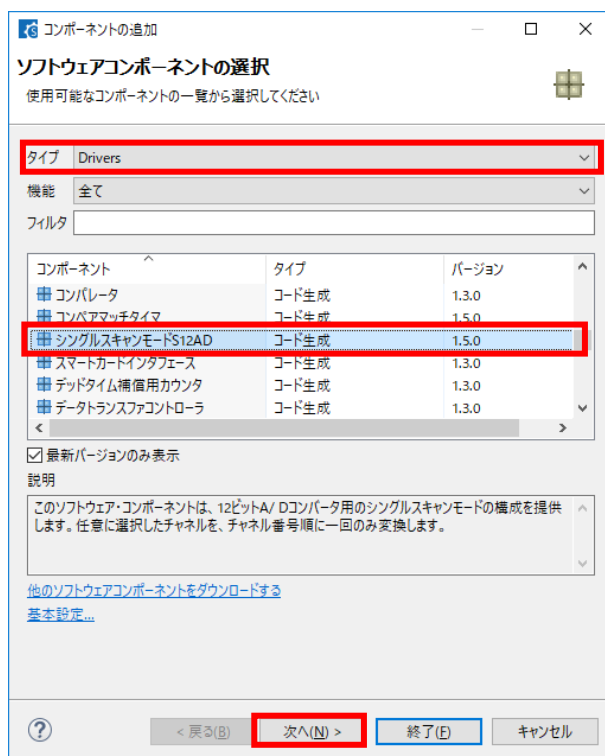 コンポーネントの追加
ソフトウェアコンポーネントの選択
使用可能なコンポーネントの一覧から選択してください
タイプ Drivers
機能 全て
フィルタ
コンポーネント タイプ バージョン
コンパレータ コード生成 1.3.0
コンペアマッチタイマ コード生成 1.5.0
シングルスキャンモードS12AD コード生成 1.5.0
スマートカードインタフェース コード生成 1.3.0
デッドタイム補償用カウンタ コード生成 1.3.0
データトランスファコントローラ コード生成 1.3.0
最新バージョンのみ表示
説明
このソフトウェア・コンポーネントは、12ビットA/ Dコンバータ用のシングルスキャンモードの構成を提供
します。任意に選択したチャネルを、チャネル番号順に一回のみ変換します。
他のソフトウェアコンポーネントをダウンロードする
基本設定...
? < 戻る(B) 次へ(N) > 終了(F) キャンセル